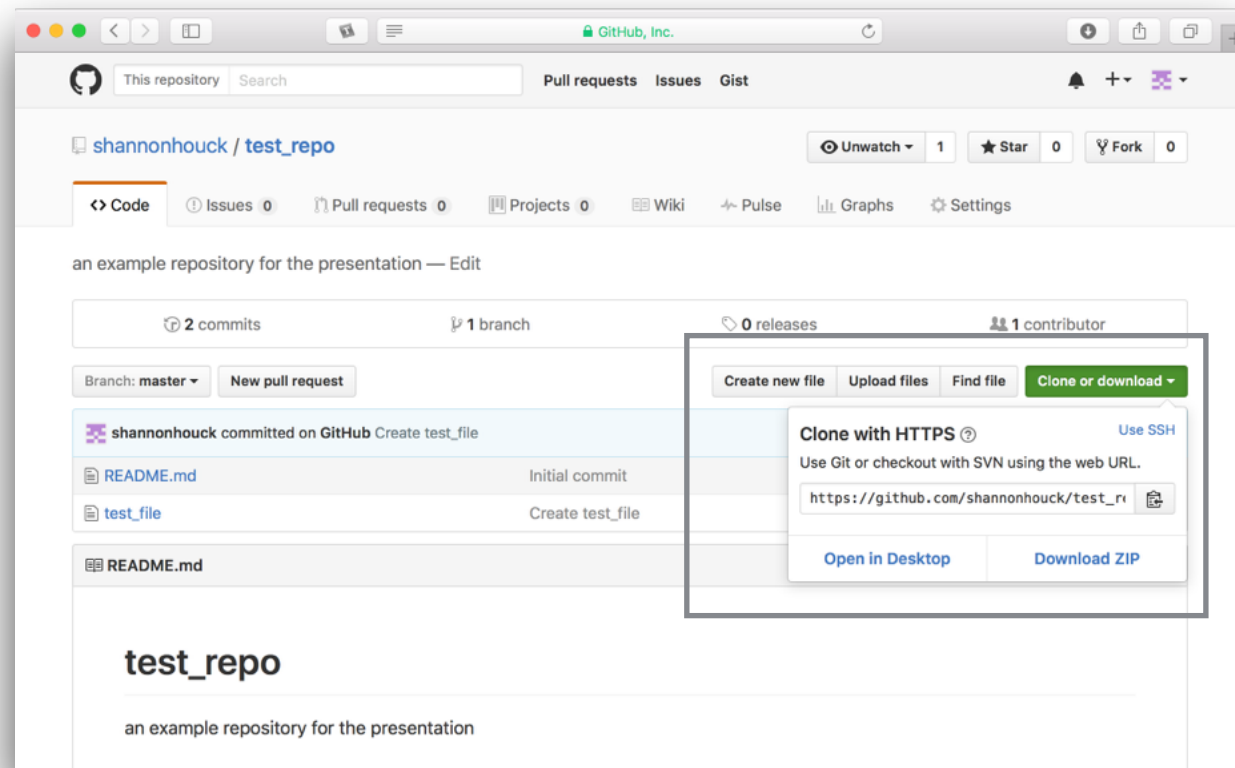 GitHub, Inc.
This repository Search Pull requests Issues Gist
shannonhouck / test_repo Unwatch 1 Star 0 Fork 0
Code Issues 0 Pull requests 0 Projects 0 Wiki Pulse Graphs Settings
an example repository for the presentation — Edit
2 commits 1 branch 0 releases 1 contributor
Branch: master New pull request Create new file Upload files Find file Clone or download
shannonhouck committed on GitHub Create test_file
README.md Initial commit
test_file Create test_file
Clone with HTTPS Use SSH
Use Git or checkout with SVN using the web URL.
https://github.com/shannonhouck/test_re
Open in Desktop Download ZIP
README.md
test_repo
an example repository for the presentation